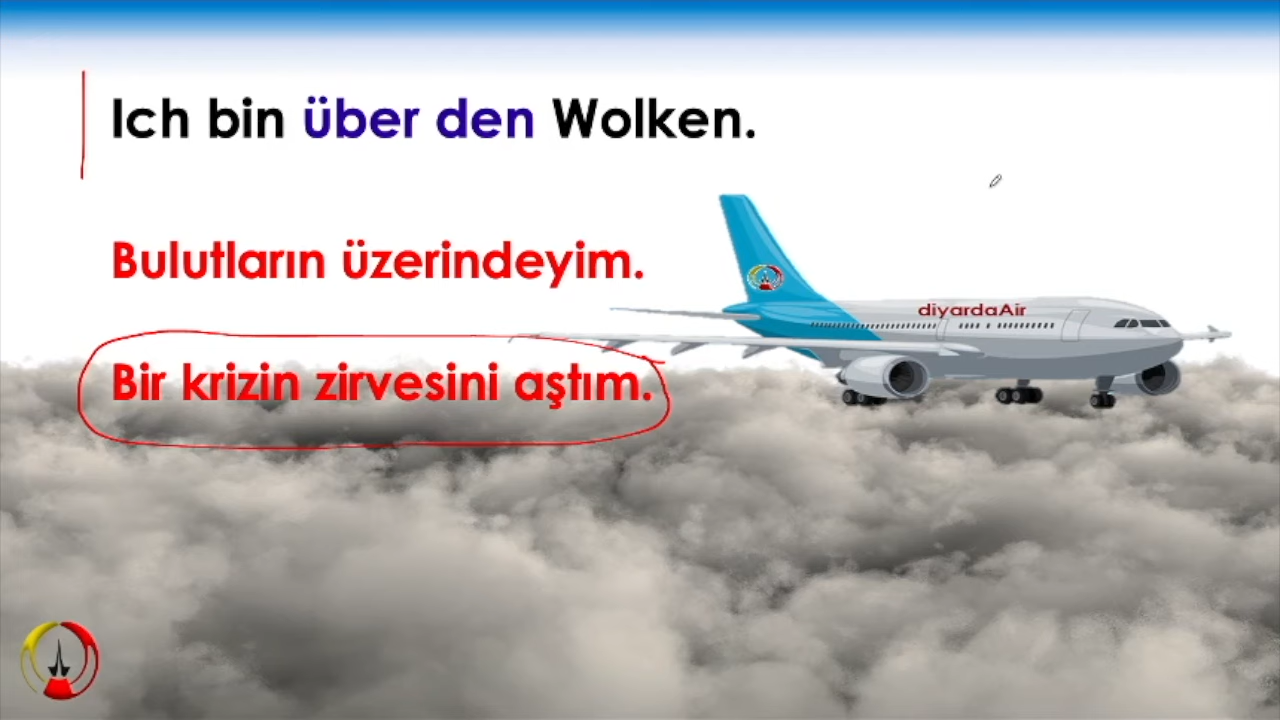 Ich bin über den Wolken.
Bulutların üzerindeyim.
diyardaAir
Bir krizin zirvesini aştım.